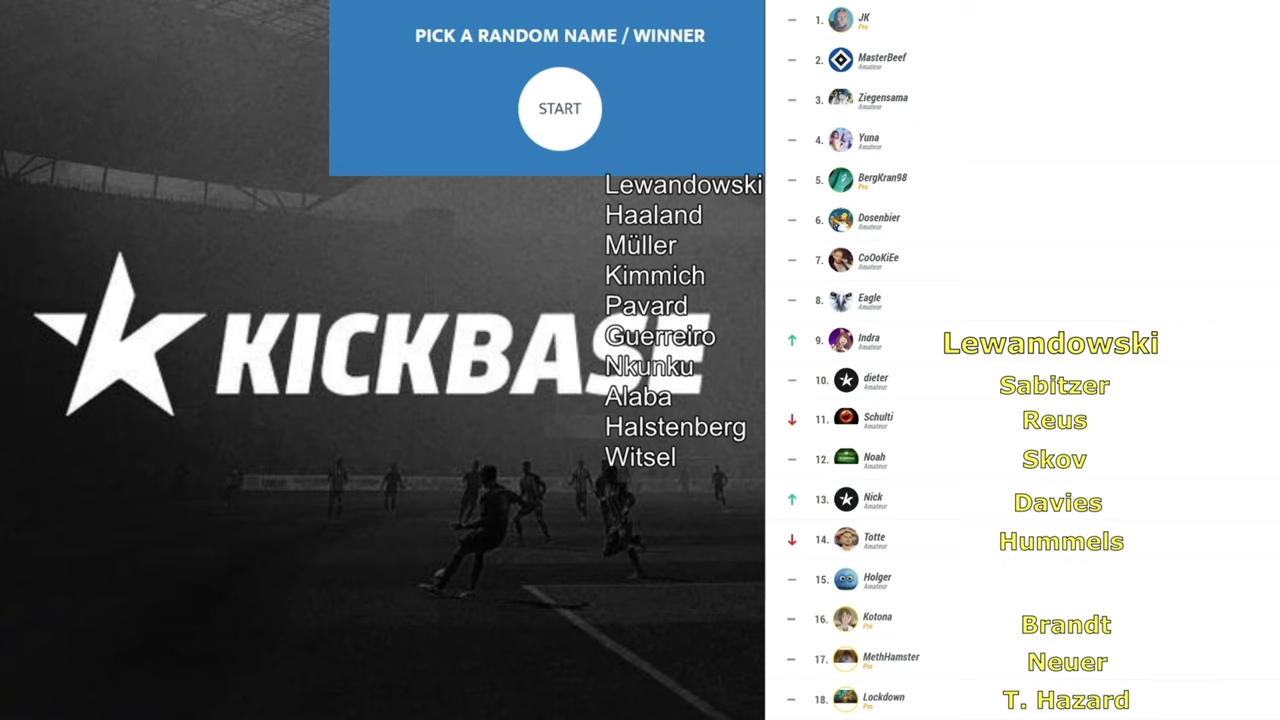 PICK A RANDOM NAME / WINNER
START
Lewandowski
Haaland
Müller
Kimmich
Pavard
Guerreiro
Nkunku
Alaba
Halstenberg
Witsel
KICKBASE
1. JK
Pro
2. MasterBeef
Amateur
3. Ziegensama
Amateur
4. Yuna
Amateur
5. BergKran98
Pro
6. Dosenbier
Amateur
7. CoOoKiEe
Amateur
8. Eagle
Amateur
9. Indra Lewandowski
Amateur
10. dieter Sabitzer
Amateur
11. Schulti Reus
Amateur
12. Noah Skov
Amateur
13. Nick Davies
Amateur
14. Totte Hummels
Amateur
15. Holger
Amateur
16. Kotona Brandt
Pro
17. MethHamster Neuer
Pro
18. Lockdown T. Hazard
Pro